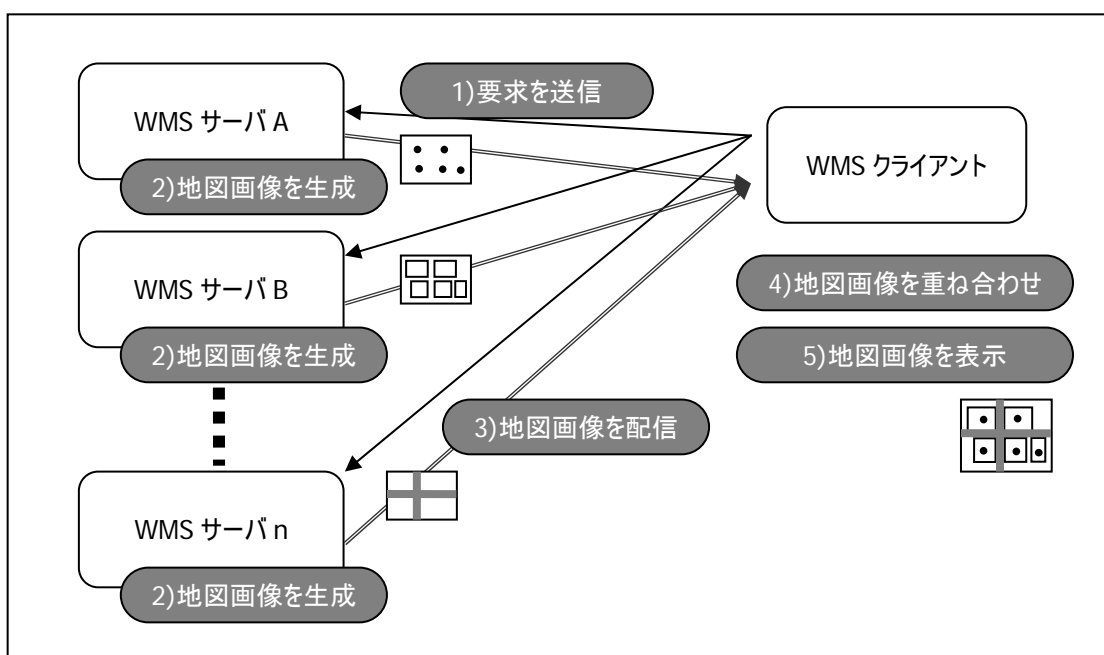 1)要求を送信
WMS サーバ A
2)地図画像を生成
WMS クライアント
WMS サーバ B
2)地図画像を生成
4)地図画像を重ね合わせ
5)地図画像を表示
3)地図画像を配信
WMS サーバ n
2)地図画像を生成